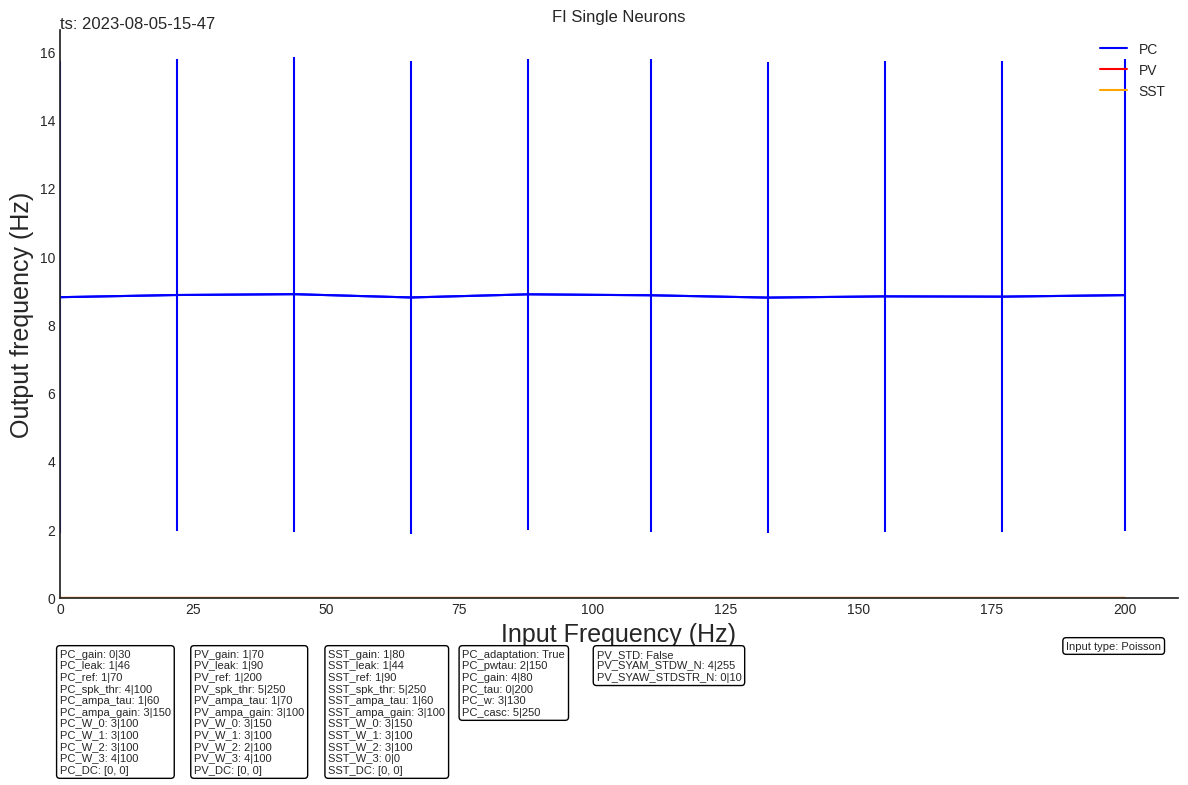 FI Single Neurons
ts: 2023-08-05-15-47
PC
PV
SST
16
14
12
10
8
6
4
2
0
Output frequency (Hz)
0 25 50 75 100 125 150 175 200
Input Frequency (Hz)
Input type: Poisson
PC_gain: 0|30
PC_leak: 1|46
PC_ref: 1|70
PC_spk_thr: 4|100
PC_ampa_tau: 1|60
PC_ampa_gain: 3|150
PC_W_0: 3|100
PC_W_1: 3|100
PC_W_2: 3|100
PC_W_3: 4|100
PC_DC: [0, 0]
PV_gain: 1|70
PV_leak: 1|90
PV_ref: 1|200
PV_spk_thr: 5|250
PV_ampa_tau: 1|70
PV_ampa_gain: 3|100
PV_W_0: 3|150
PV_W_1: 3|100
PV_W_2: 2|100
PV_W_3: 4|100
PV_DC: [0, 0]
SST_gain: 1|80
SST_leak: 1|44
SST_ref: 1|90
SST_spk_thr: 5|250
SST_ampa_tau: 1|60
SST_ampa_gain: 3|100
SST_W_0: 3|150
SST_W_1: 3|100
SST_W_2: 3|100
SST_W_3: 0|0
SST_DC: [0, 0]
PC_adaptation: True
PC_pwtau: 2|150
PC_gain: 4|80
PC_tau: 0|200
PC_w: 3|130
PC_casc: 5|250
PV_STD: False
PV_SYAM_STDW_N: 4|255
PV_SYAW_STDSTR_N: 0|10